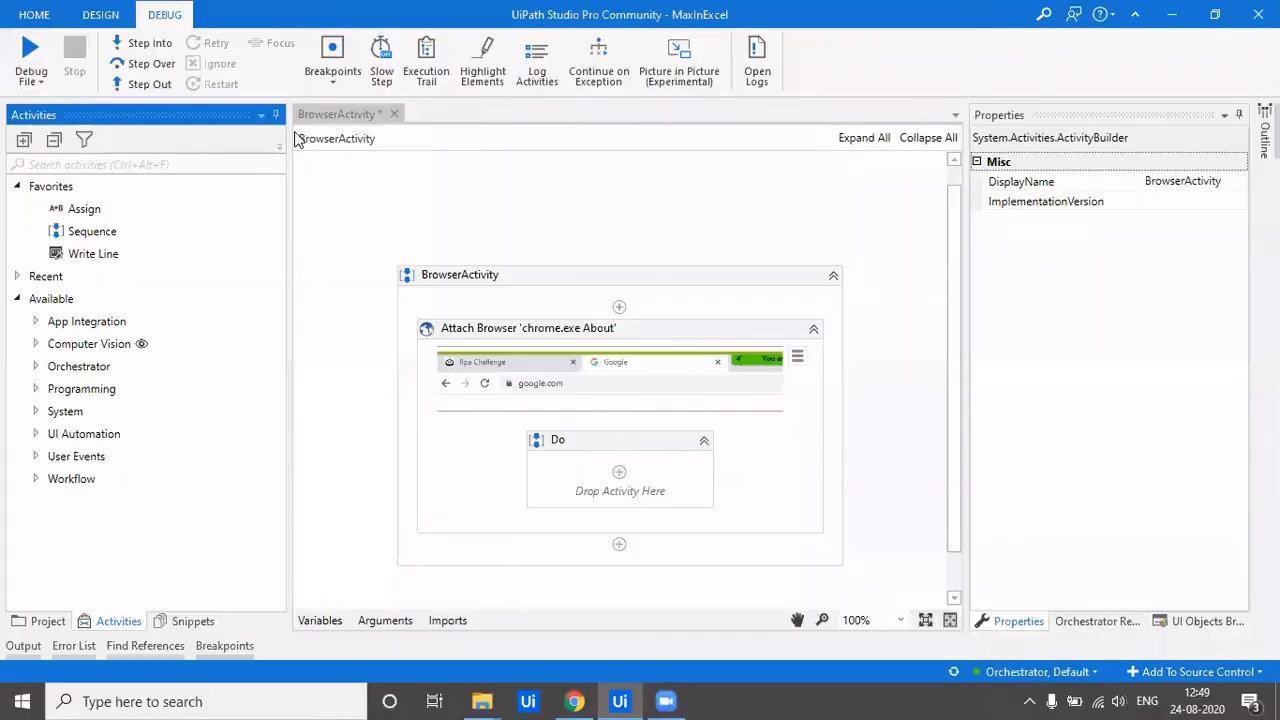 HOME DESIGN DEBUG UiPath Studio Pro Community - MaxInExcel
Debug File Stop
Step Into Retry Focus
Step Over Ignore
Step Out Restart
Breakpoints Slow Step Execution Trail Highlight Elements Log Activities Continue on Exception Picture in Picture (Experimental) Open Logs
Activities
Search activities (Ctrl+Alt+F)
Favorites
A+B Assign
Sequence
Write Line
Recent
Available
App Integration
Computer Vision
Orchestrator
Programming
System
UI Automation
User Events
Workflow
Project Activities Snippets
BrowserActivity *
BrowserActivity Expand All Collapse All
BrowserActivity
Attach Browser 'chrome.exe About'
Rpa Challenge Google You ar
google.com
Do
Drop Activity Here
Variables Arguments Imports 100%
Properties
System.Activities.ActivityBuilder
Misc
DisplayName BrowserActivity
ImplementationVersion
Properties Orchestrator Re... UI Objects Br...
Outline
Output Error List Find References Breakpoints
Orchestrator, Default Add To Source Control
Type here to search
Ui Ui
ENG
12:49
24-08-2020
3